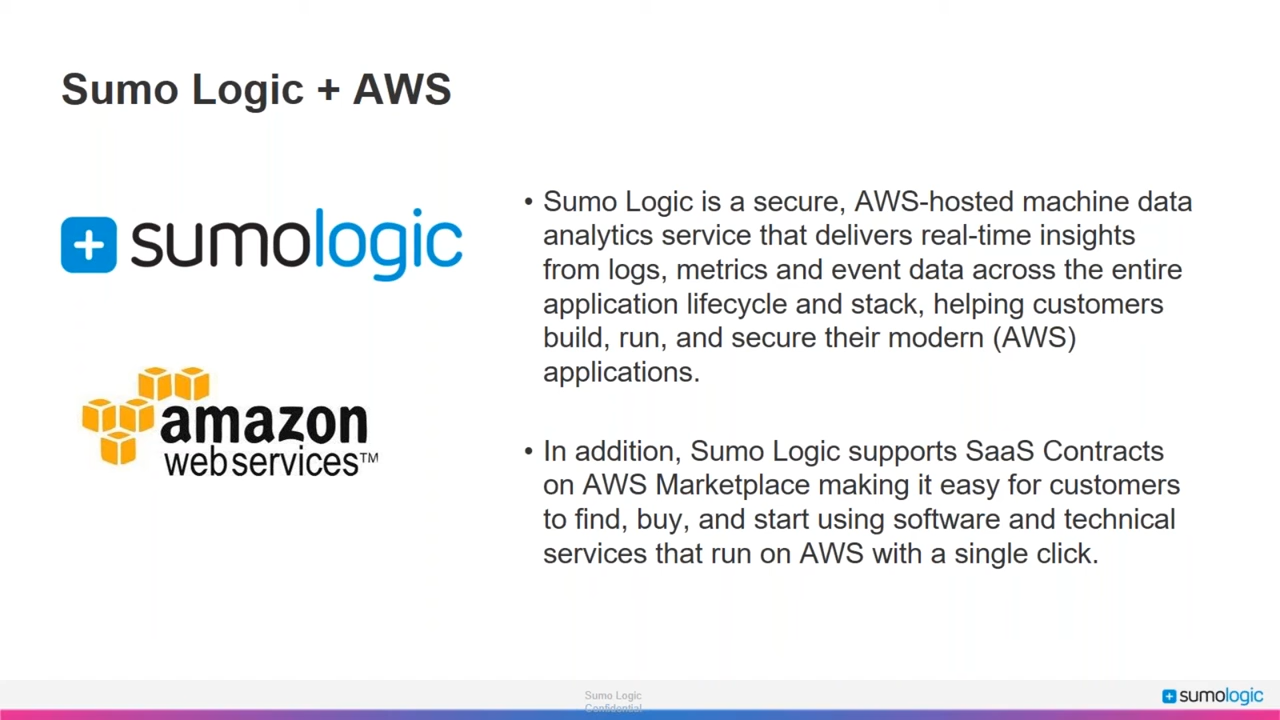 Sumo Logic + AWS
sumologic
amazon
webservices™
• Sumo Logic is a secure, AWS-hosted machine data
analytics service that delivers real-time insights
from logs, metrics and event data across the entire
application lifecycle and stack, helping customers
build, run, and secure their modern (AWS)
applications.
• In addition, Sumo Logic supports SaaS Contracts
on AWS Marketplace making it easy for customers
to find, buy, and start using software and technical
services that run on AWS with a single click.
Sumo Logic
Confidential
sumologic